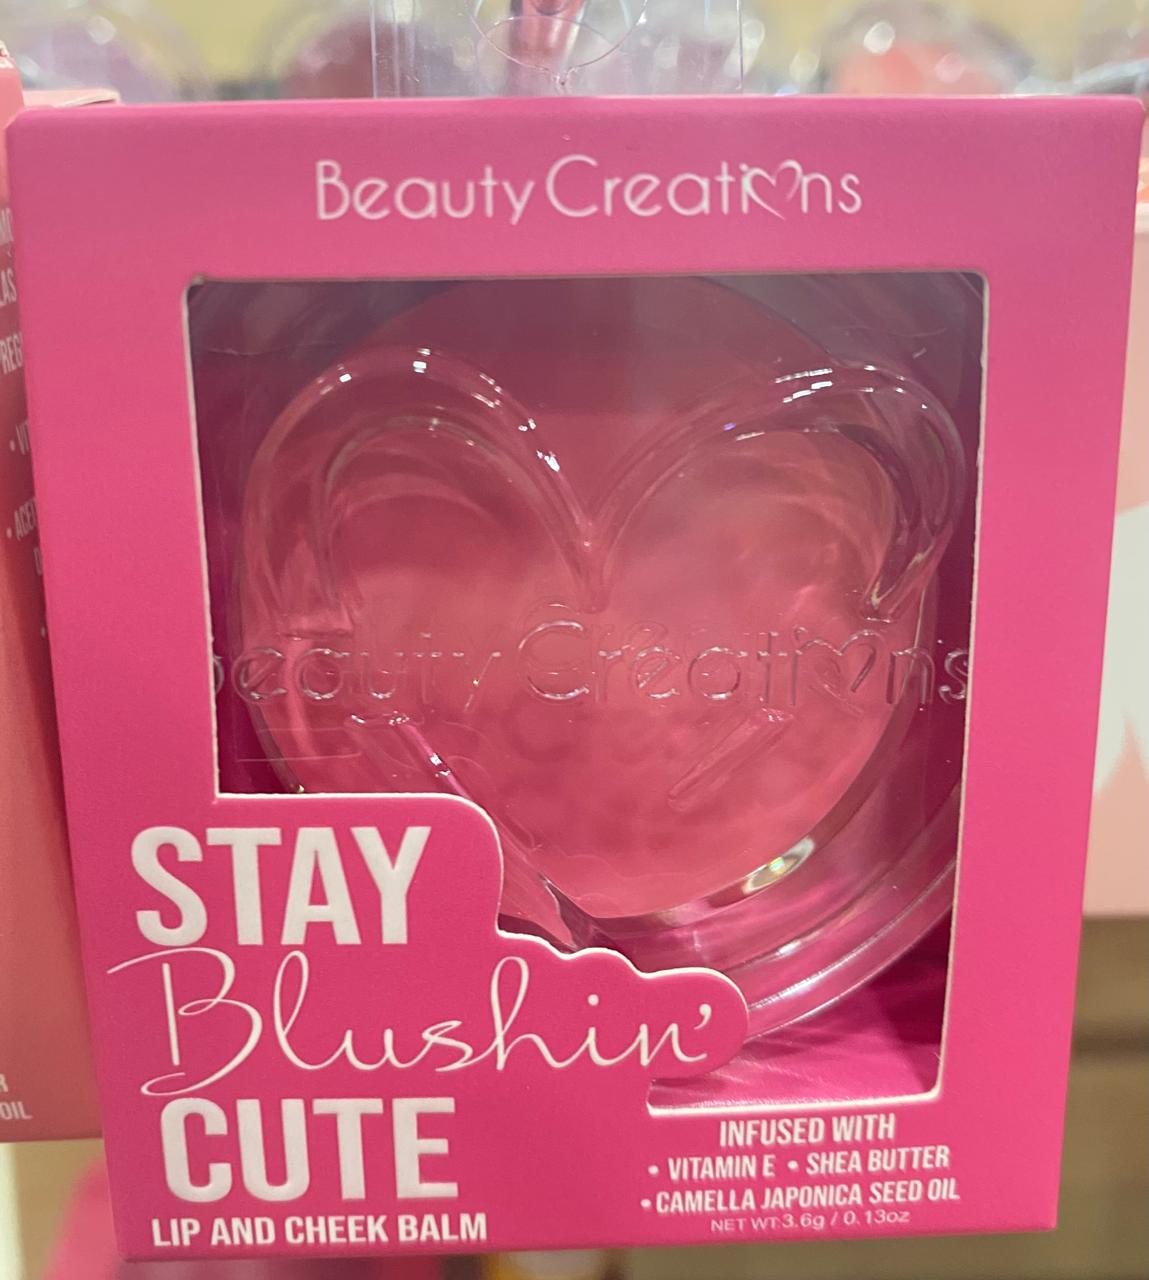 Beauty Creations
Beauty Creations
STAY
Blushin'
CUTE
LIP AND CHEEK BALM
INFUSED WITH
• VITAMIN E • SHEA BUTTER
• CAMELLA JAPONICA SEED OIL
NET WT:3.6g / 0.13oz
OIL